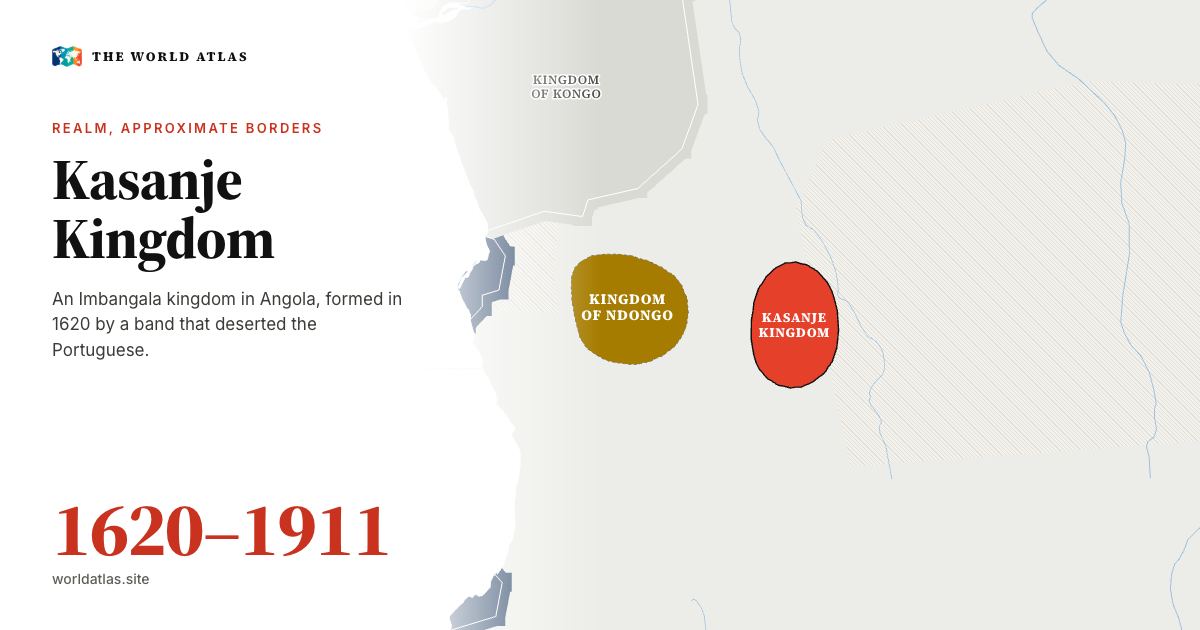 THE WORLD ATLAS
REALM, APPROXIMATE BORDERS
Kasanje
Kingdom
An Imbangala kingdom in Angola, formed in
1620 by a band that deserted the
Portuguese.
1620–1911
worldatlas.site
KINGDOM
OF KONGO
KINGDOM
OF NDONGO
KASANJE
KINGDOM